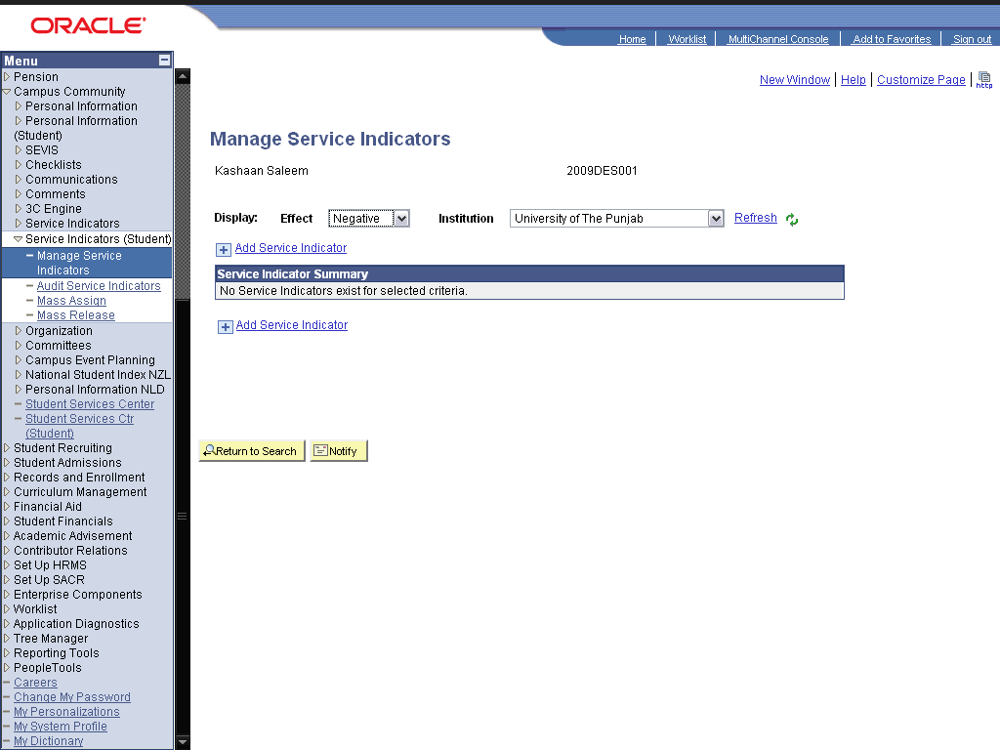 ORACLE
Home
Worklist
MultiChannel Console
Add to Favorites
Sign out
Menu
Pension
Campus Community
Personal Information
Personal Information
(Student)
SEVIS
Checklists
Communications
Comments
3C Engine
Service Indicators
Service Indicators (Student)
Manage Service
Indicators
Audit Service Indicators
Mass Assign
Mass Release
Organization
Committees
Campus Event Planning
National Student Index NZL
Personal Information NLD
Student Services Center
Student Services Ctr
(Student)
Student Recruiting
Student Admissions
Records and Enrollment
Curriculum Management
Financial Aid
Student Financials
Academic Advisement
Contributor Relations
Set Up HRMS
Set Up SACR
Enterprise Components
Worklist
Application Diagnostics
Tree Manager
Reporting Tools
PeopleTools
Careers
Change My Password
My Personalizations
My System Profile
My Dictionary
New Window | Help | Customize Page | http
Manage Service Indicators
Kashaan Saleem 2009DES001
Display: Effect Negative Institution University of The Punjab Refresh
Add Service Indicator
Service Indicator Summary
No Service Indicators exist for selected criteria.
Add Service Indicator
Return to Search Notify